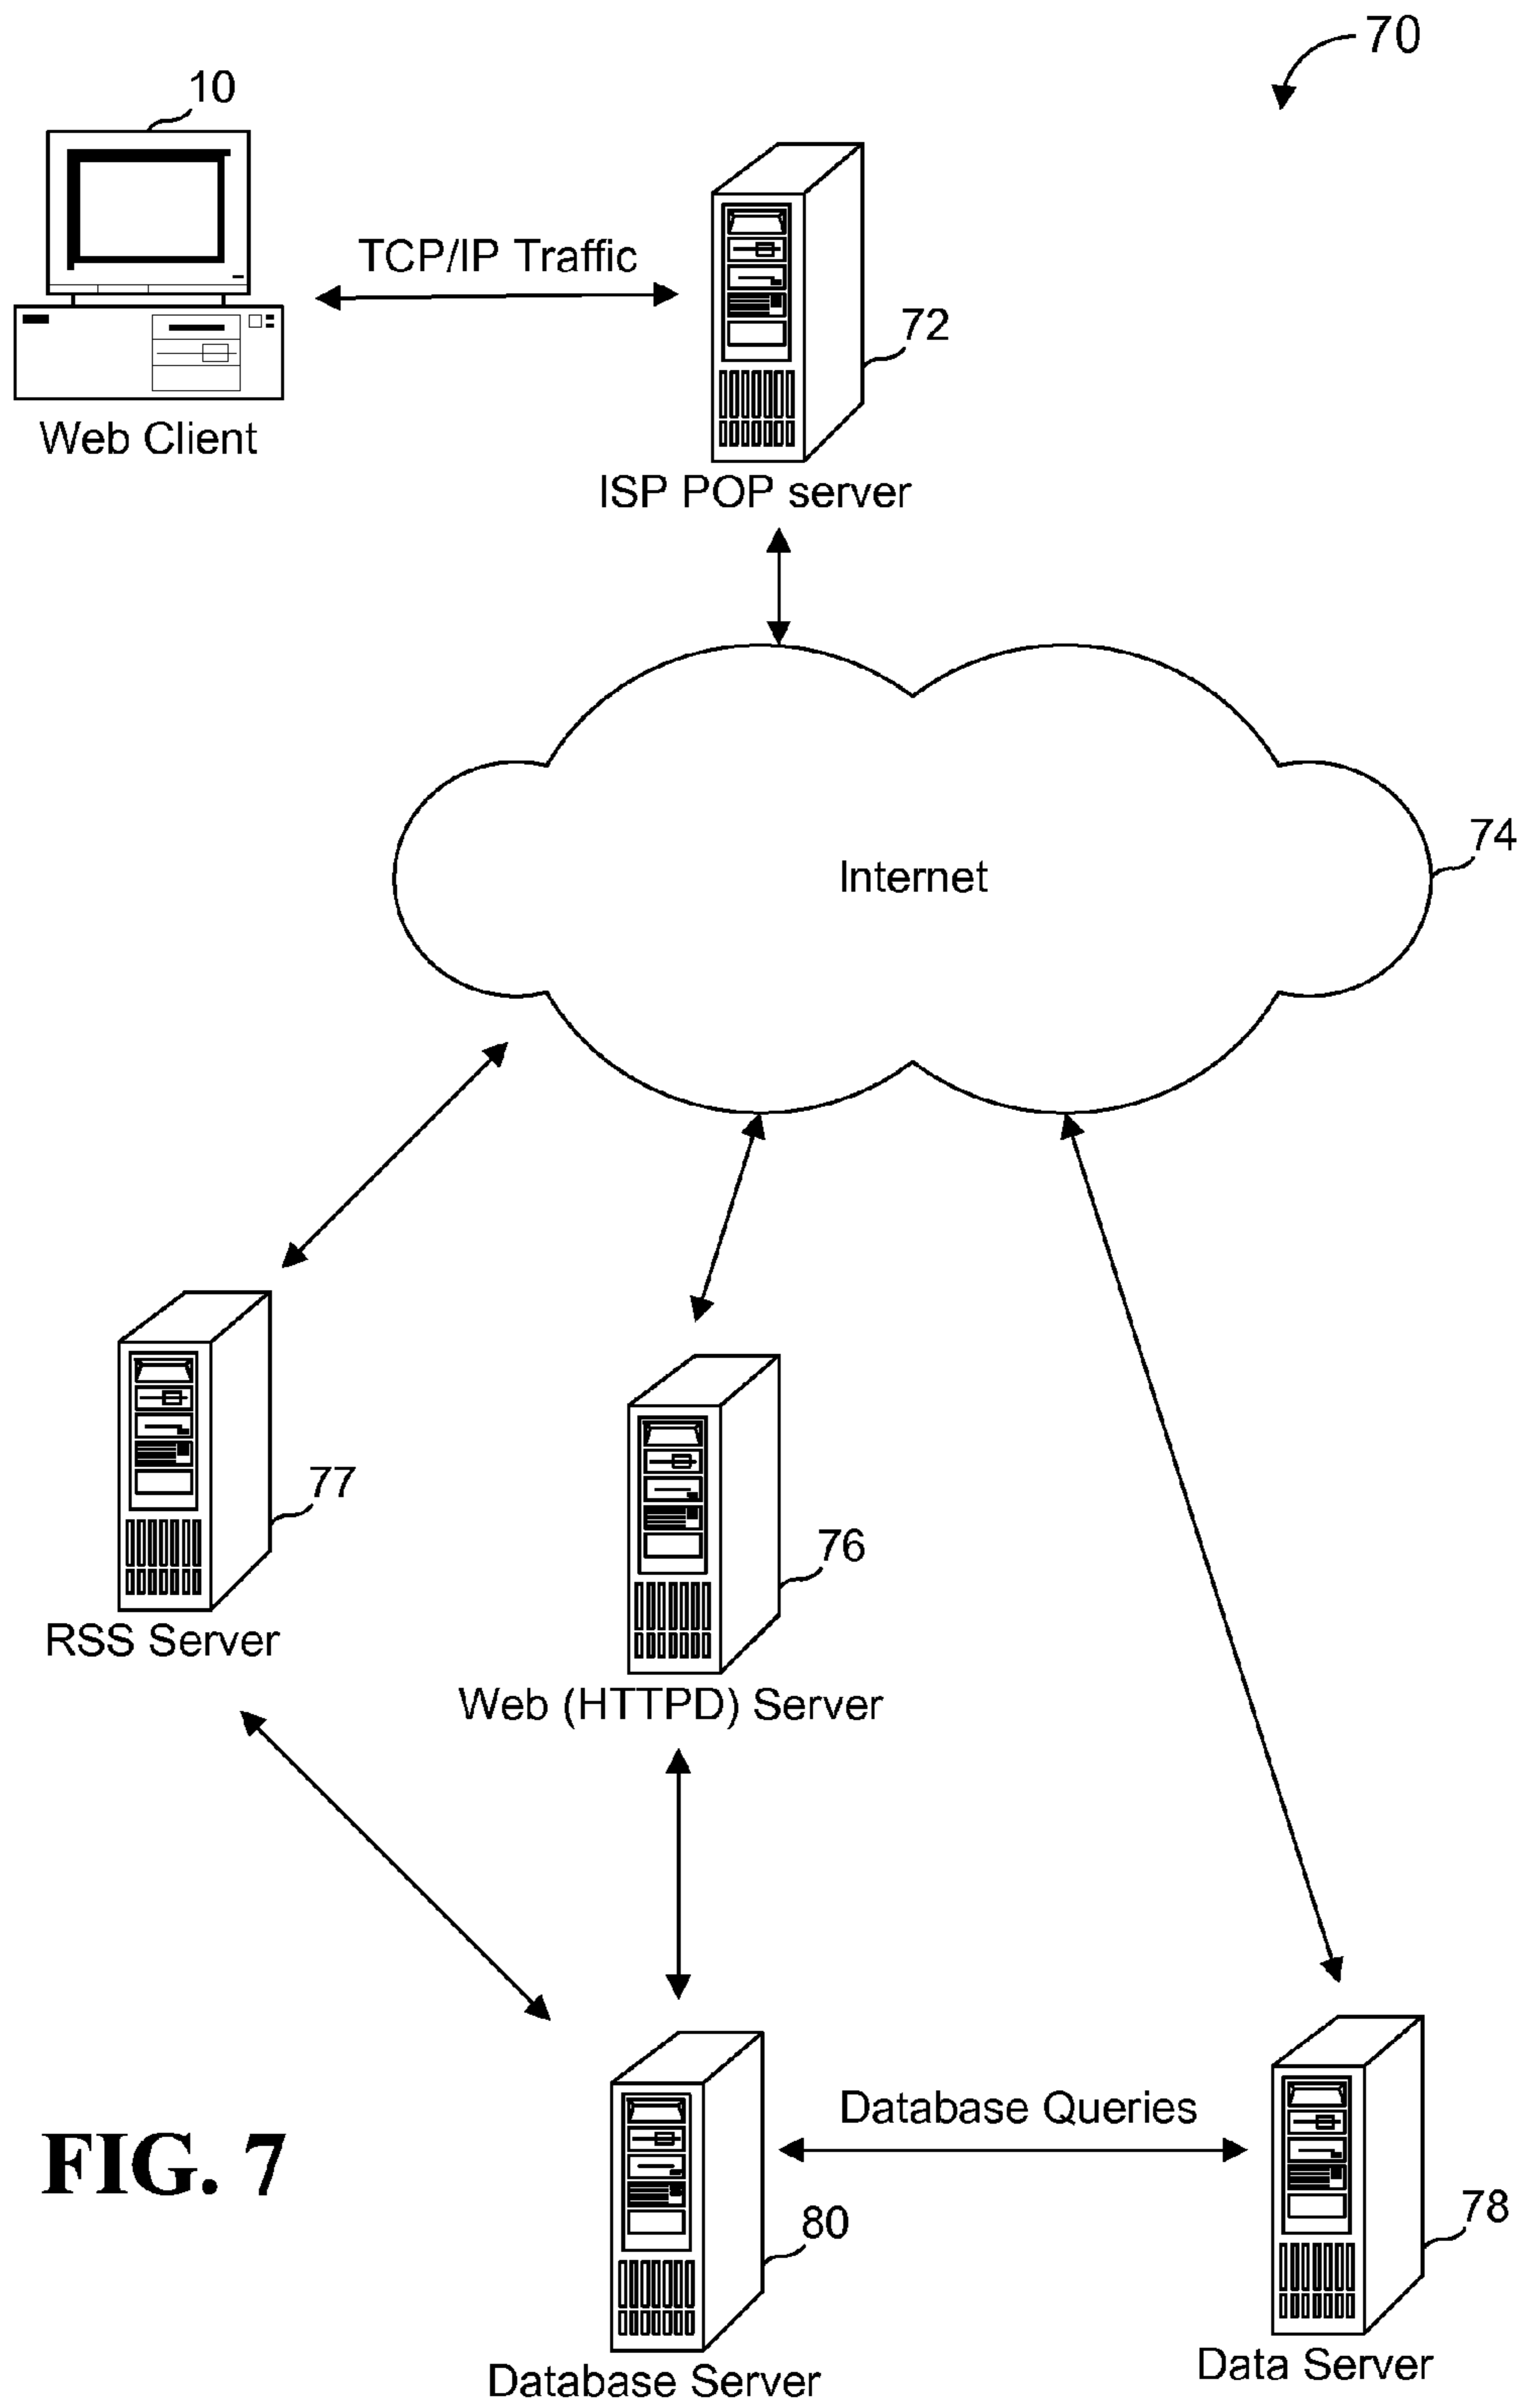 70
10
TCP/IP Traffic
72
Web Client
ISP POP server
74
Internet
77
76
RSS Server
Web (HTTPD) Server
Database Queries
FIG. 7
80
78
Database Server
Data Server